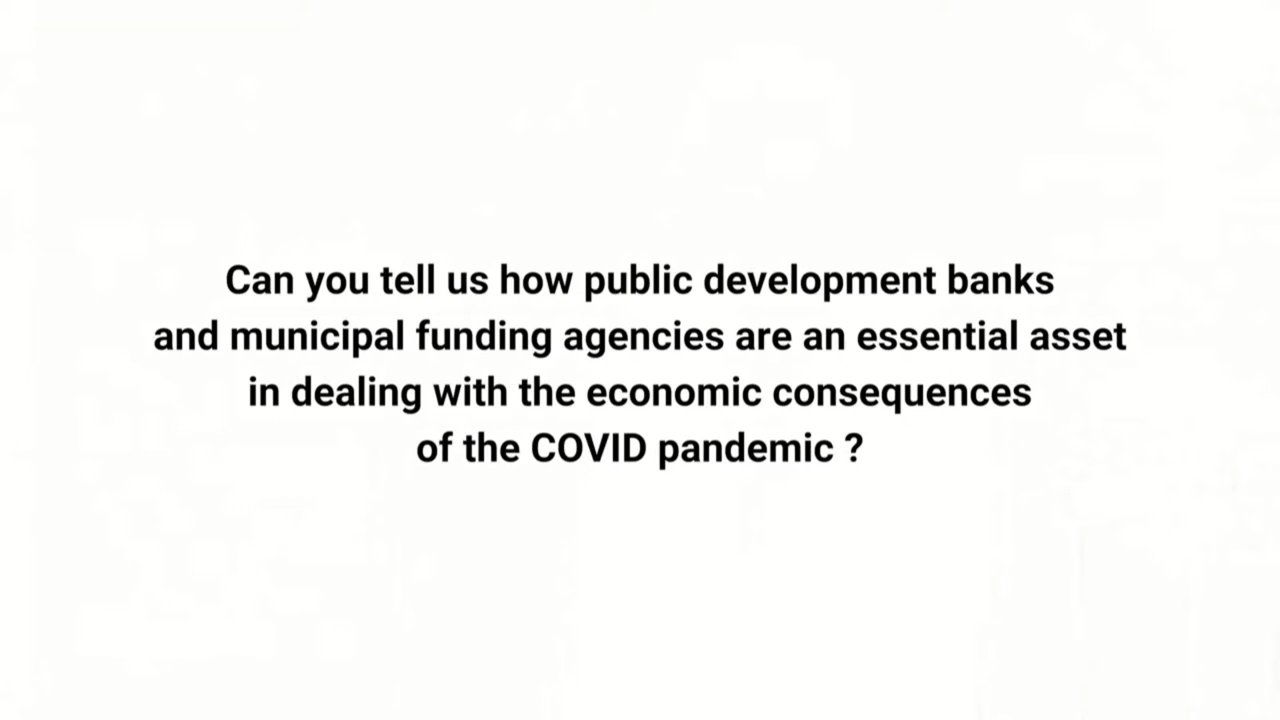 Can you tell us how public development banks
and municipal funding agencies are an essential asset
in dealing with the economic consequences
of the COVID pandemic ?